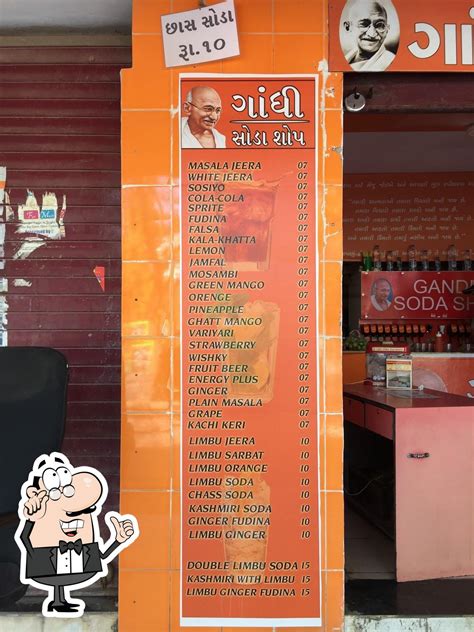 છાસ સોડા
રૂા. ૧૦
ગાંધી
સોડા શોપ
MASALA JEERA 07
WHITE JEERA 07
SOSIYO 07
COLA-COLA 07
SPRITE 07
FUDINA 07
FALSA 07
KALA-KHATTA 07
LEMON 07
JAMFAL 07
MOSAMBI 07
GREEN MANGO 07
ORENGE 07
PINEAPPLE 07
GHATT MANGO 07
VARIYARI 07
STRAWBERRY 07
WISHKY 07
FRUIT BEER 07
ENERGY PLUS 07
GINGER 07
PLAIN MASALA 07
GRAPE 07
KACHI KERI 07
LIMBU JEERA 10
LIMBU SARBAT 10
LIMBU ORANGE 10
LIMBU SODA 10
CHASS SODA 10
KASHMIRI SODA 10
GINGER FUDINA 10
LIMBU GINGER 10
DOUBLE LIMBU SODA 15
KASHMIRI WITH LIMBU 15
LIMBU GINGER FUDINA 15
ગાં
GAND
SODA S